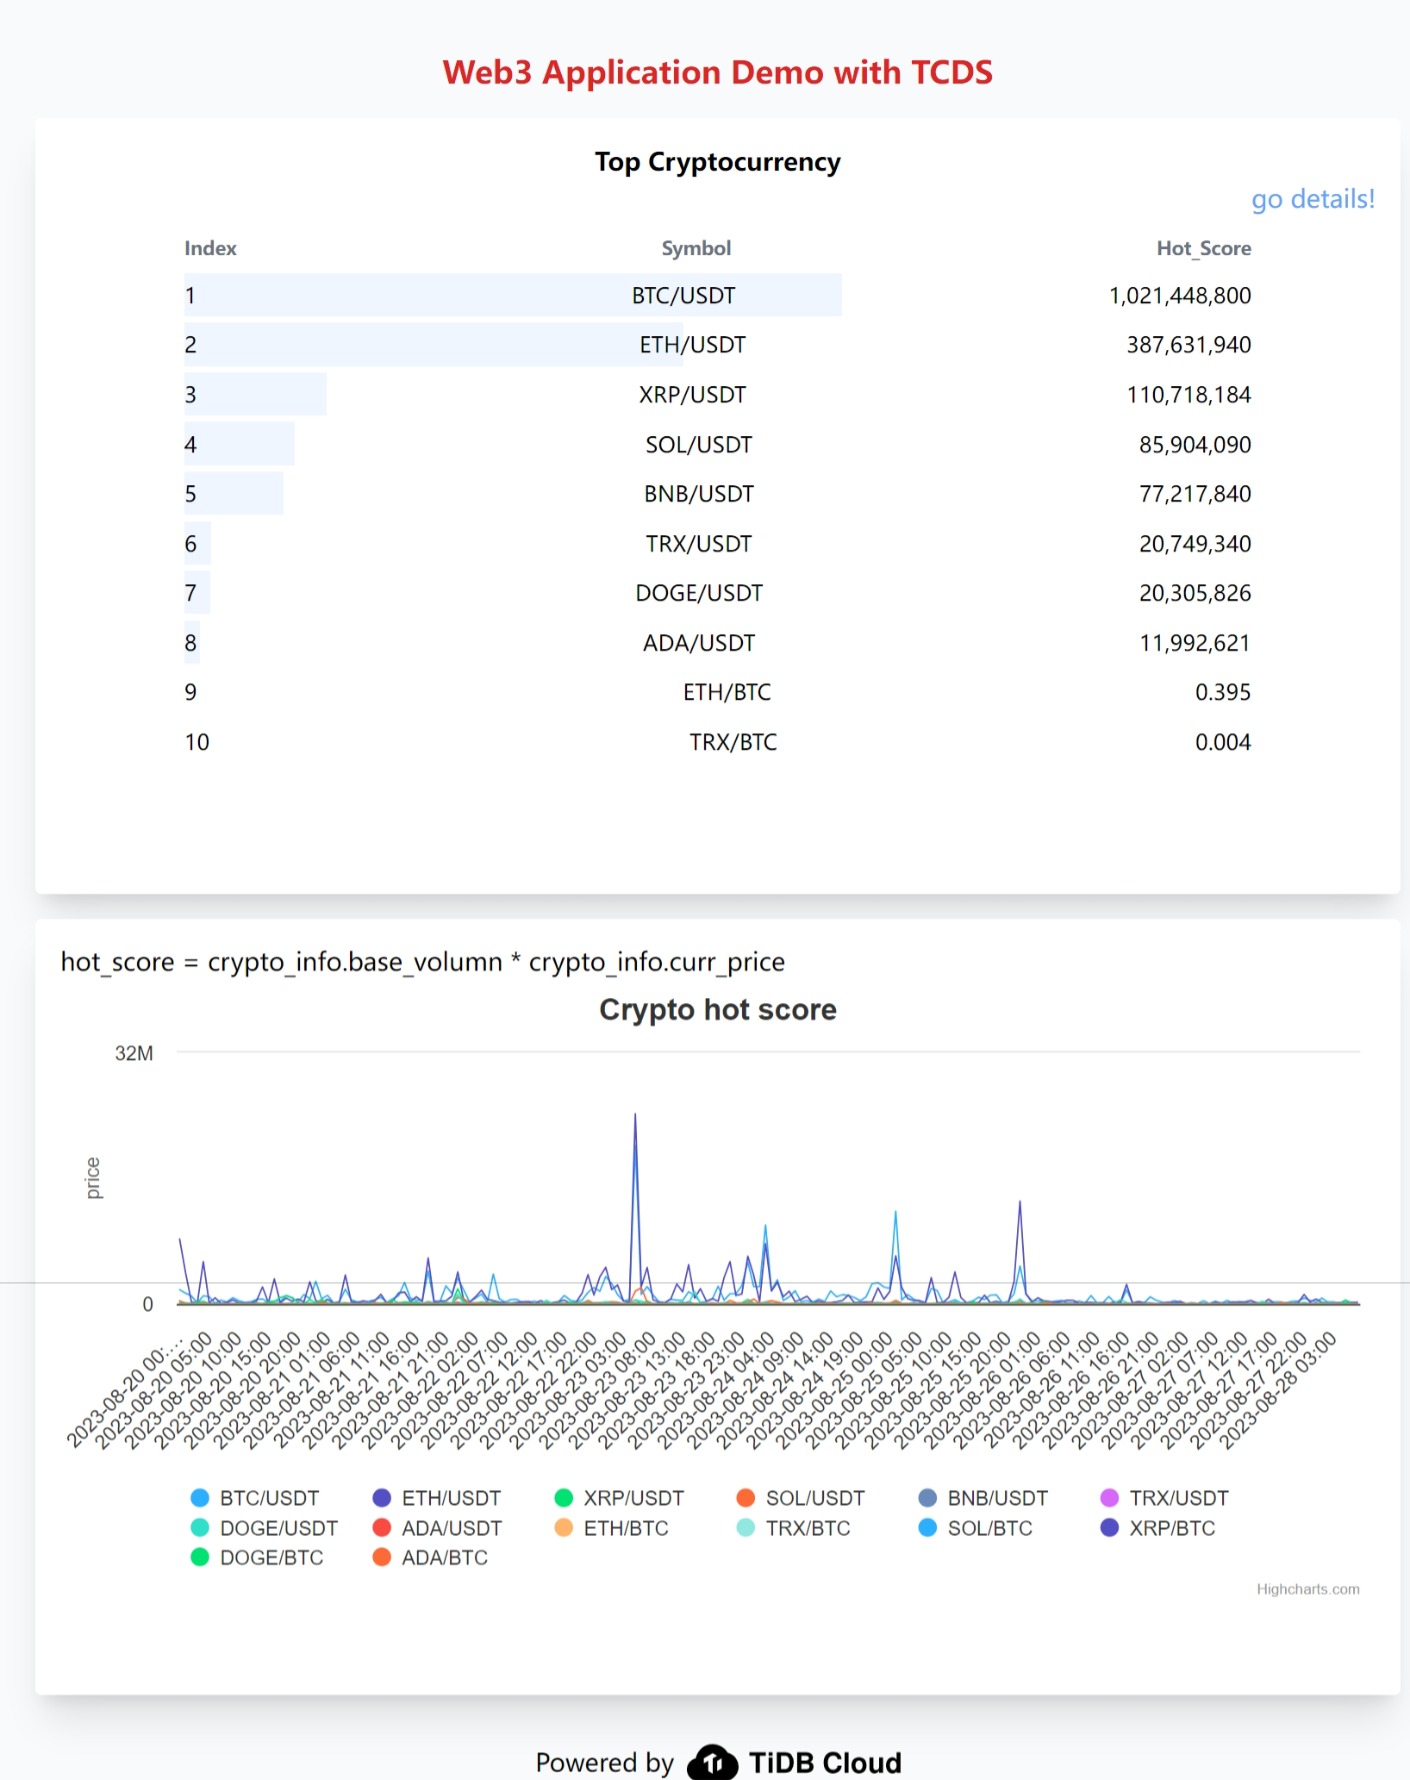 Web3 Application Demo with TCDS
Top Cryptocurrency
go details!
Index Symbol Hot_Score
1 BTC/USDT 1,021,448,800
2 ETH/USDT 387,631,940
3 XRP/USDT 110,718,184
4 SOL/USDT 85,904,090
5 BNB/USDT 77,217,840
6 TRX/USDT 20,749,340
7 DOGE/USDT 20,305,826
8 ADA/USDT 11,992,621
9 ETH/BTC 0.395
10 TRX/BTC 0.004
hot_score = crypto_info.base_volumn * crypto_info.curr_price
Crypto hot score
32M
price
0
2023-08-20 00:…
2023-08-20 05:00
2023-08-20 10:00
2023-08-20 15:00
2023-08-20 20:00
2023-08-21 01:00
2023-08-21 06:00
2023-08-21 11:00
2023-08-21 16:00
2023-08-21 21:00
2023-08-22 02:00
2023-08-22 07:00
2023-08-22 12:00
2023-08-22 17:00
2023-08-22 22:00
2023-08-23 03:00
2023-08-23 08:00
2023-08-23 13:00
2023-08-23 18:00
2023-08-23 23:00
2023-08-24 04:00
2023-08-24 09:00
2023-08-24 14:00
2023-08-24 19:00
2023-08-25 00:00
2023-08-25 05:00
2023-08-25 10:00
2023-08-25 15:00
2023-08-25 20:00
2023-08-26 01:00
2023-08-26 06:00
2023-08-26 11:00
2023-08-26 16:00
2023-08-26 21:00
2023-08-27 02:00
2023-08-27 07:00
2023-08-27 12:00
2023-08-27 17:00
2023-08-27 22:00
2023-08-28 03:00
BTC/USDT ETH/USDT XRP/USDT SOL/USDT BNB/USDT TRX/USDT
DOGE/USDT ADA/USDT ETH/BTC TRX/BTC SOL/BTC XRP/BTC
DOGE/BTC ADA/BTC
Highcharts.com
Powered by TiDB Cloud